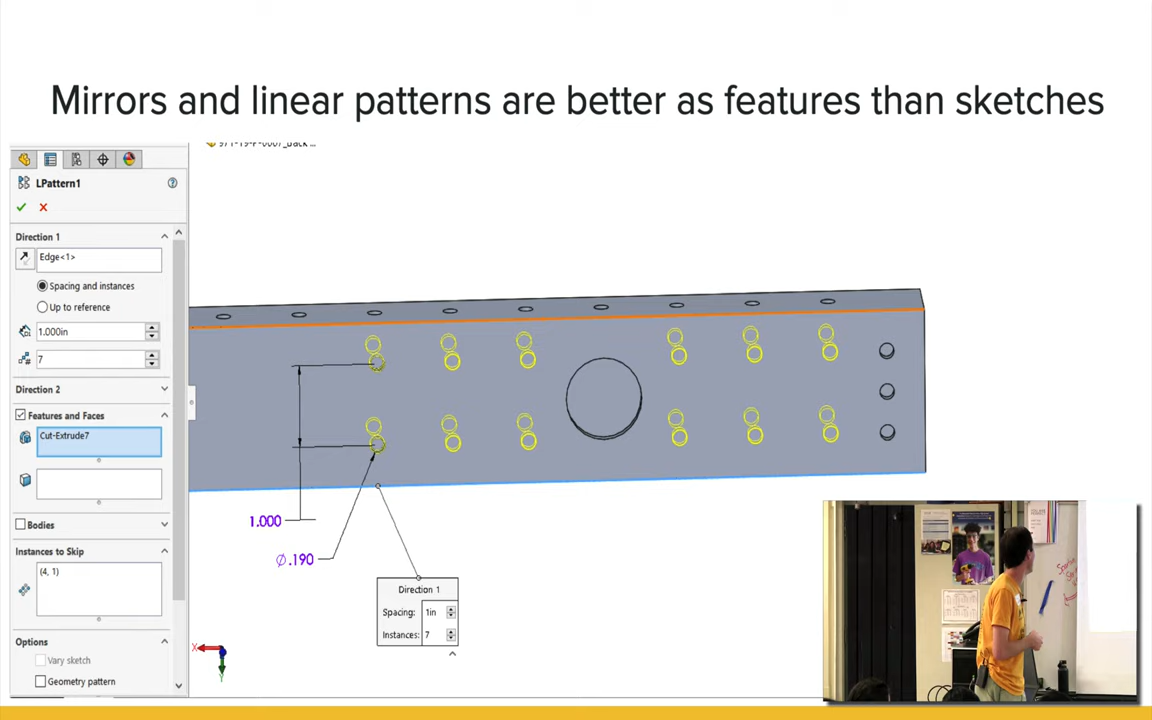 Mirrors and linear patterns are better as features than sketches
LPattern1
Direction 1
Edge<1>
Spacing and instances
Up to reference
1.000in
7
Direction 2
Features and Faces
Cut-Extrude7
Bodies
Instances to Skip
(4, 1)
Options
Vary sketch
Geometry pattern
1.000
Ø.190
Direction 1
Spacing: 1in
Instances: 7
X